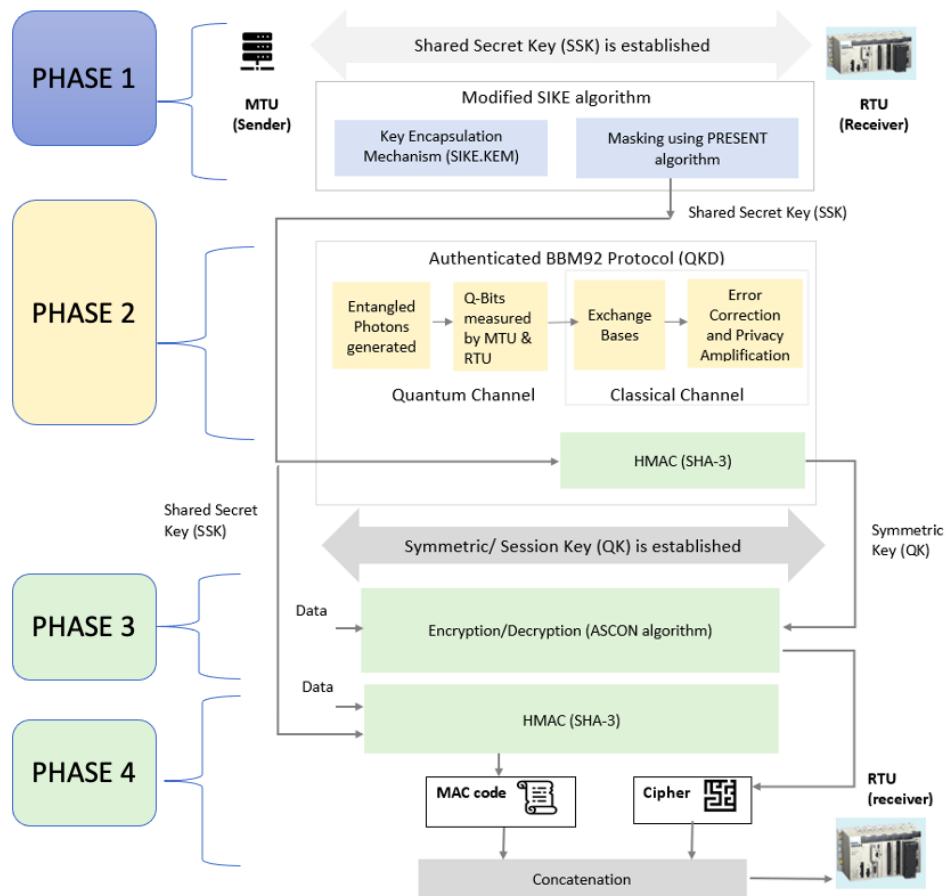 PHASE 1
MTU
(Sender)
Shared Secret Key (SSK) is established
RTU
(Receiver)
Modified SIKE algorithm
Key Encapsulation
Mechanism (SIKE.KEM)
Masking using PRESENT
algorithm
Shared Secret Key (SSK)
PHASE 2
Authenticated BBM92 Protocol (QKD)
Entangled
Photons
generated
Q-Bits
measured
by MTU &
RTU
Exchange
Bases
Error
Correction
and Privacy
Amplification
Quantum Channel
Classical Channel
HMAC (SHA-3)
Shared Secret
Key (SSK)
Symmetric/ Session Key (QK) is established
Symmetric
Key (QK)
PHASE 3
Data
Encryption/Decryption (ASCON algorithm)
Data
HMAC (SHA-3)
PHASE 4
MAC code
Cipher
RTU
(receiver)
Concatenation